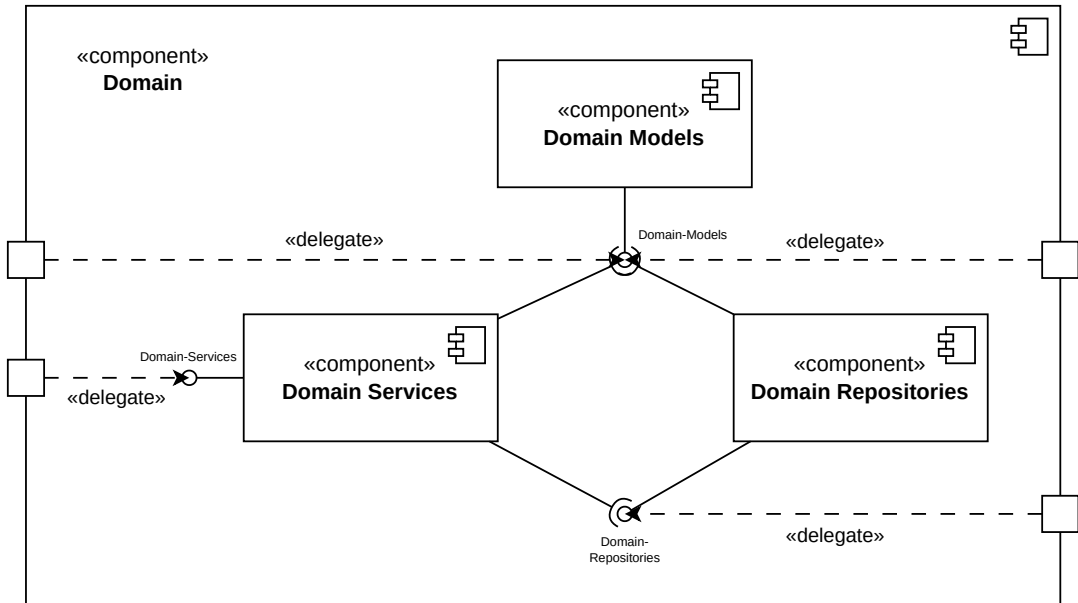 «component»
Domain
«component»
Domain Models
Domain-Models
«delegate»
«delegate»
Domain-Services
«delegate»
«component»
Domain Services
«component»
Domain Repositories
Domain-
Repositories
«delegate»